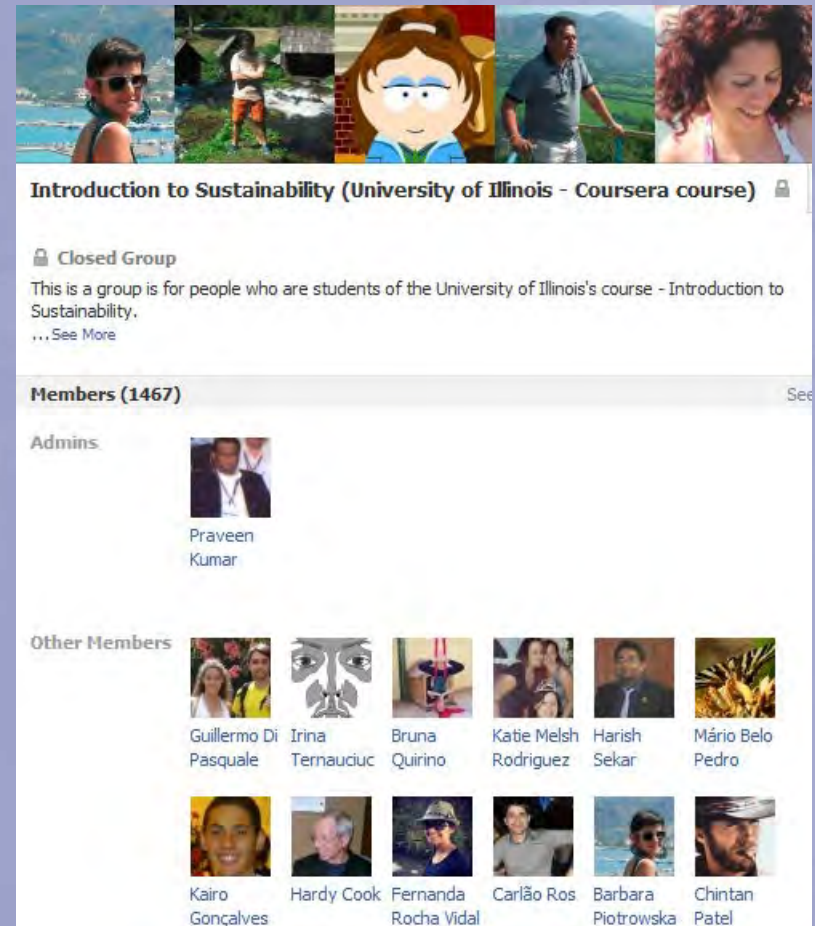 Introduction to Sustainability (University of Illinois - Coursera course)
Closed Group
This is a group is for people who are students of the University of Illinois's course - Introduction to
Sustainability.
...See More
Members (1467)
See
Admins
Praveen
Kumar
Other Members
Guillermo Di Irina Bruna Katie Melsh Harish Mário Belo
Pasquale Ternauciuc Quirino Rodriguez Sekar Pedro
Kairo Hardy Cook Fernanda Carlão Ros Barbara Chintan
Gonçalves Rocha Vidal Piotrowska Patel